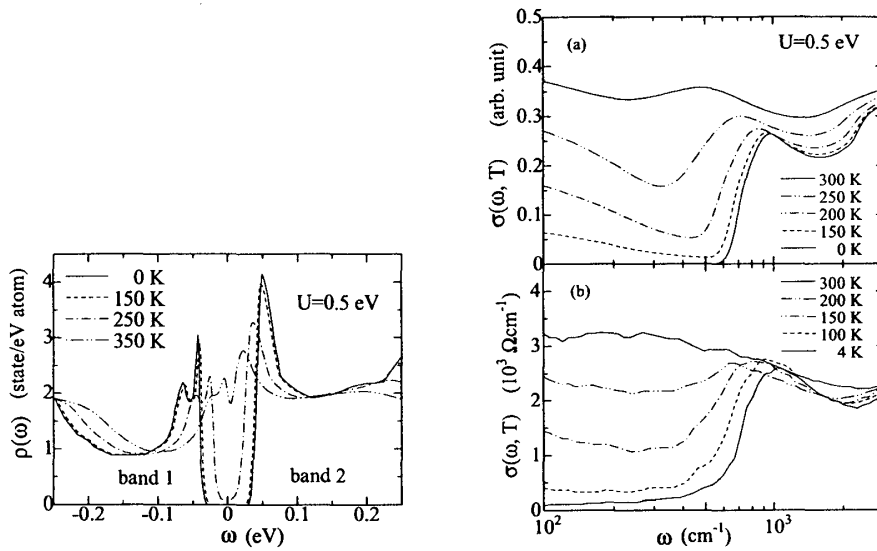 ρ(ω) (state/eV atom)
4
3
2
1
0
0 K
150 K
250 K
350 K
U=0.5 eV
band 1
band 2
-0.2
-0.1
0
0.1
0.2
ω (eV)
(a)
U=0.5 eV
σ(ω, T) (arb. unit)
0.5
0.4
0.3
0.2
0.1
0
300 K
250 K
200 K
150 K
0 K
(b)
σ(ω, T) (10³ Ωcm⁻¹)
4
3
2
1
0
300 K
200 K
150 K
100 K
4 K
10²
10³
ω (cm⁻¹)